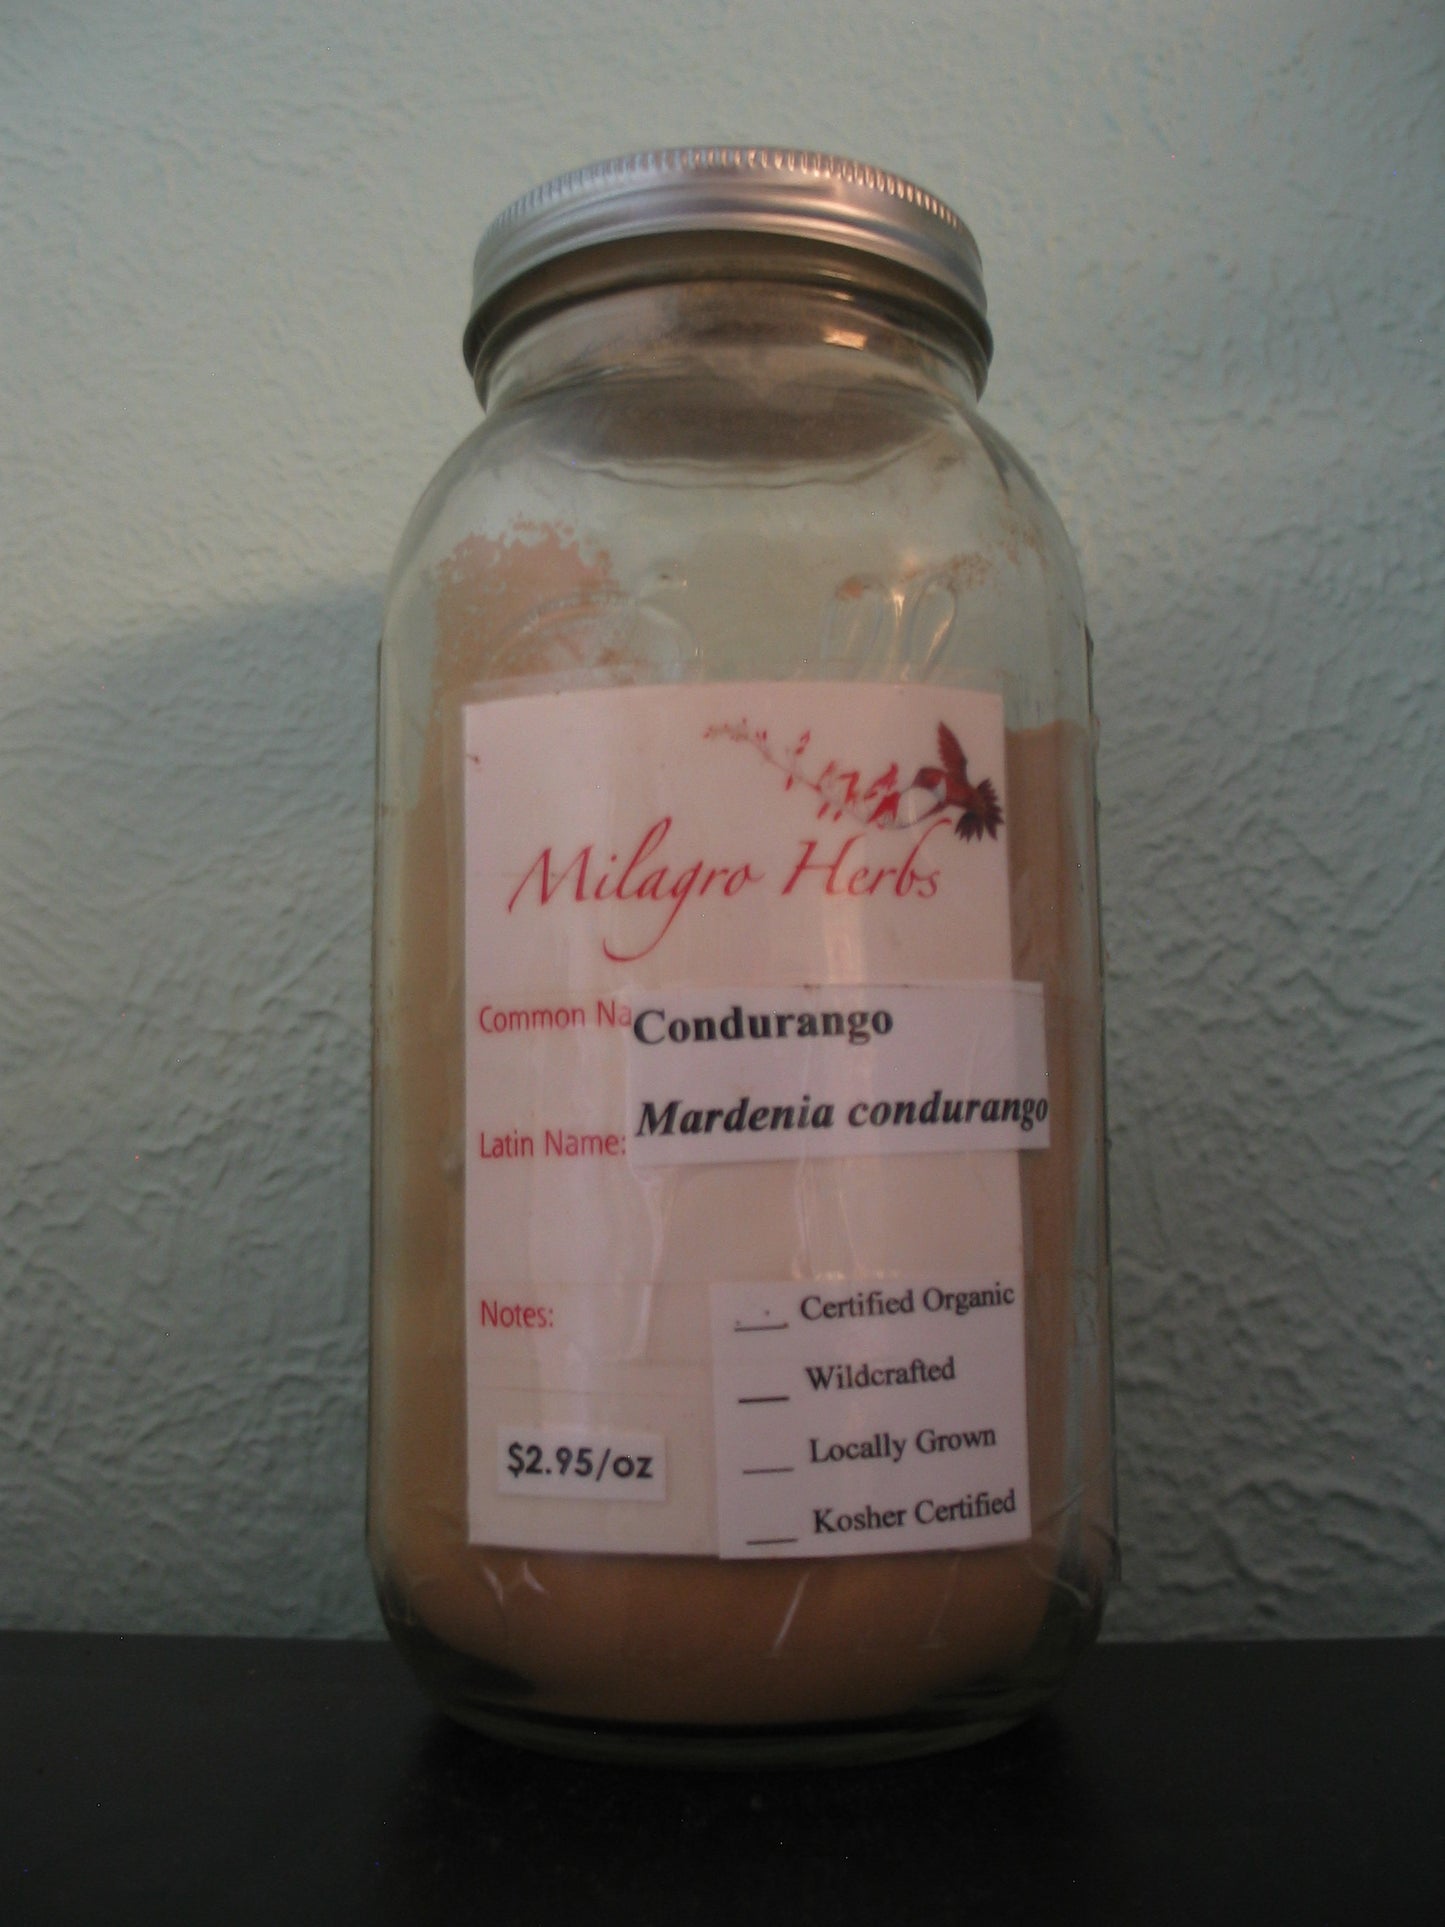 Milagro Herbs
Common Na
Condurango
Latin Name:
Mardenia condurango
Notes:
Certified Organic
Wildcrafted
Locally Grown
Kosher Certified
$2.95/oz